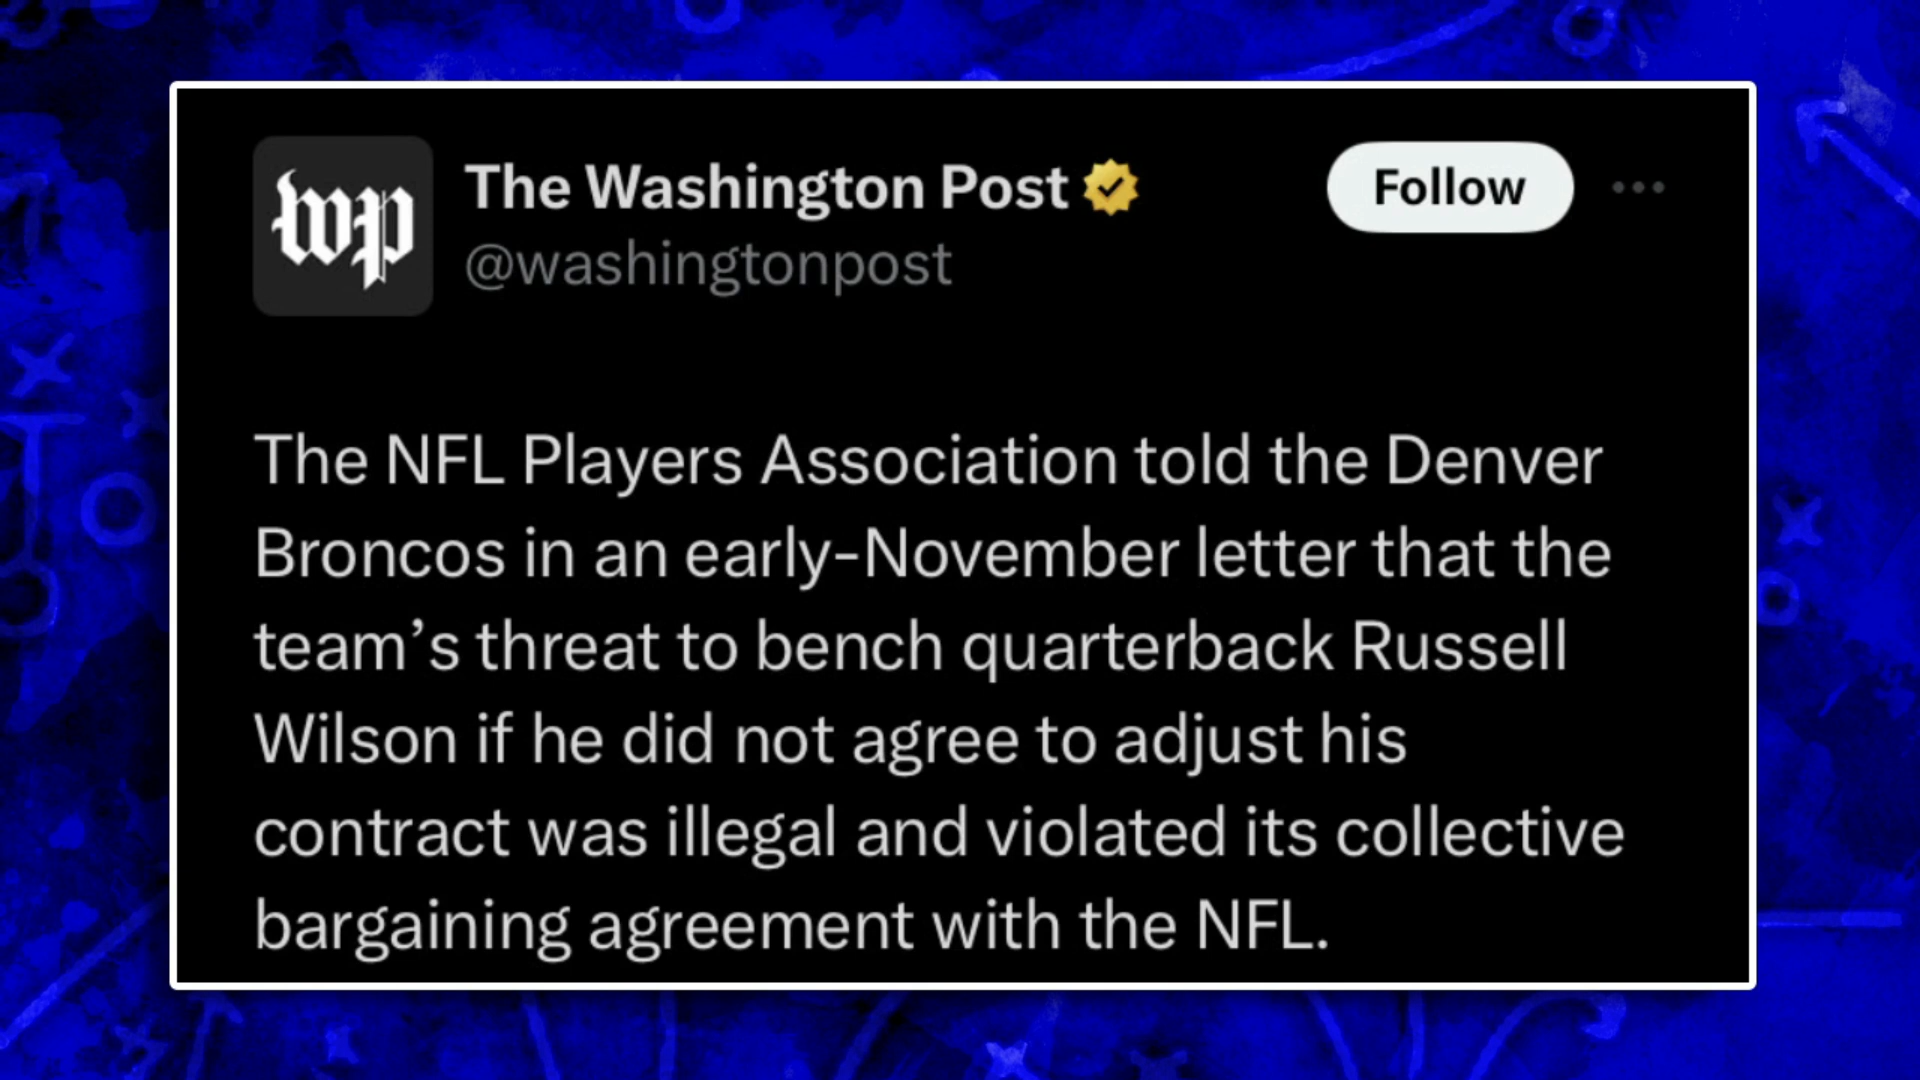 wp
The Washington Post
@washingtonpost
Follow
The NFL Players Association told the Denver
Broncos in an early-November letter that the
team’s threat to bench quarterback Russell
Wilson if he did not agree to adjust his
contract was illegal and violated its collective
bargaining agreement with the NFL.